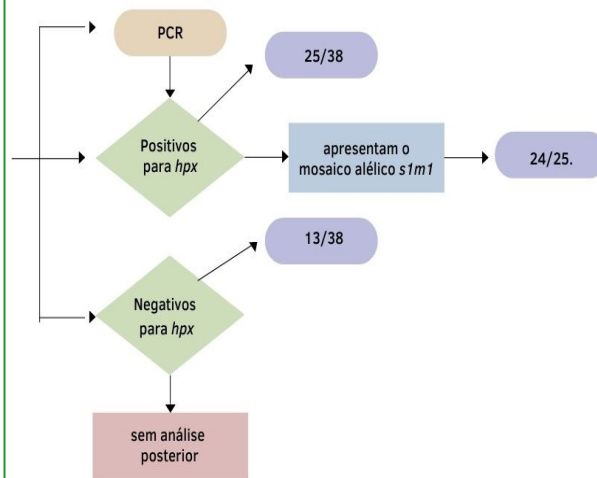 PCR
25/38
Positivos
para hpx
apresentam o
mosaico alélico s1m1
24/25.
13/38
Negativos
para hpx
sem análise
posterior